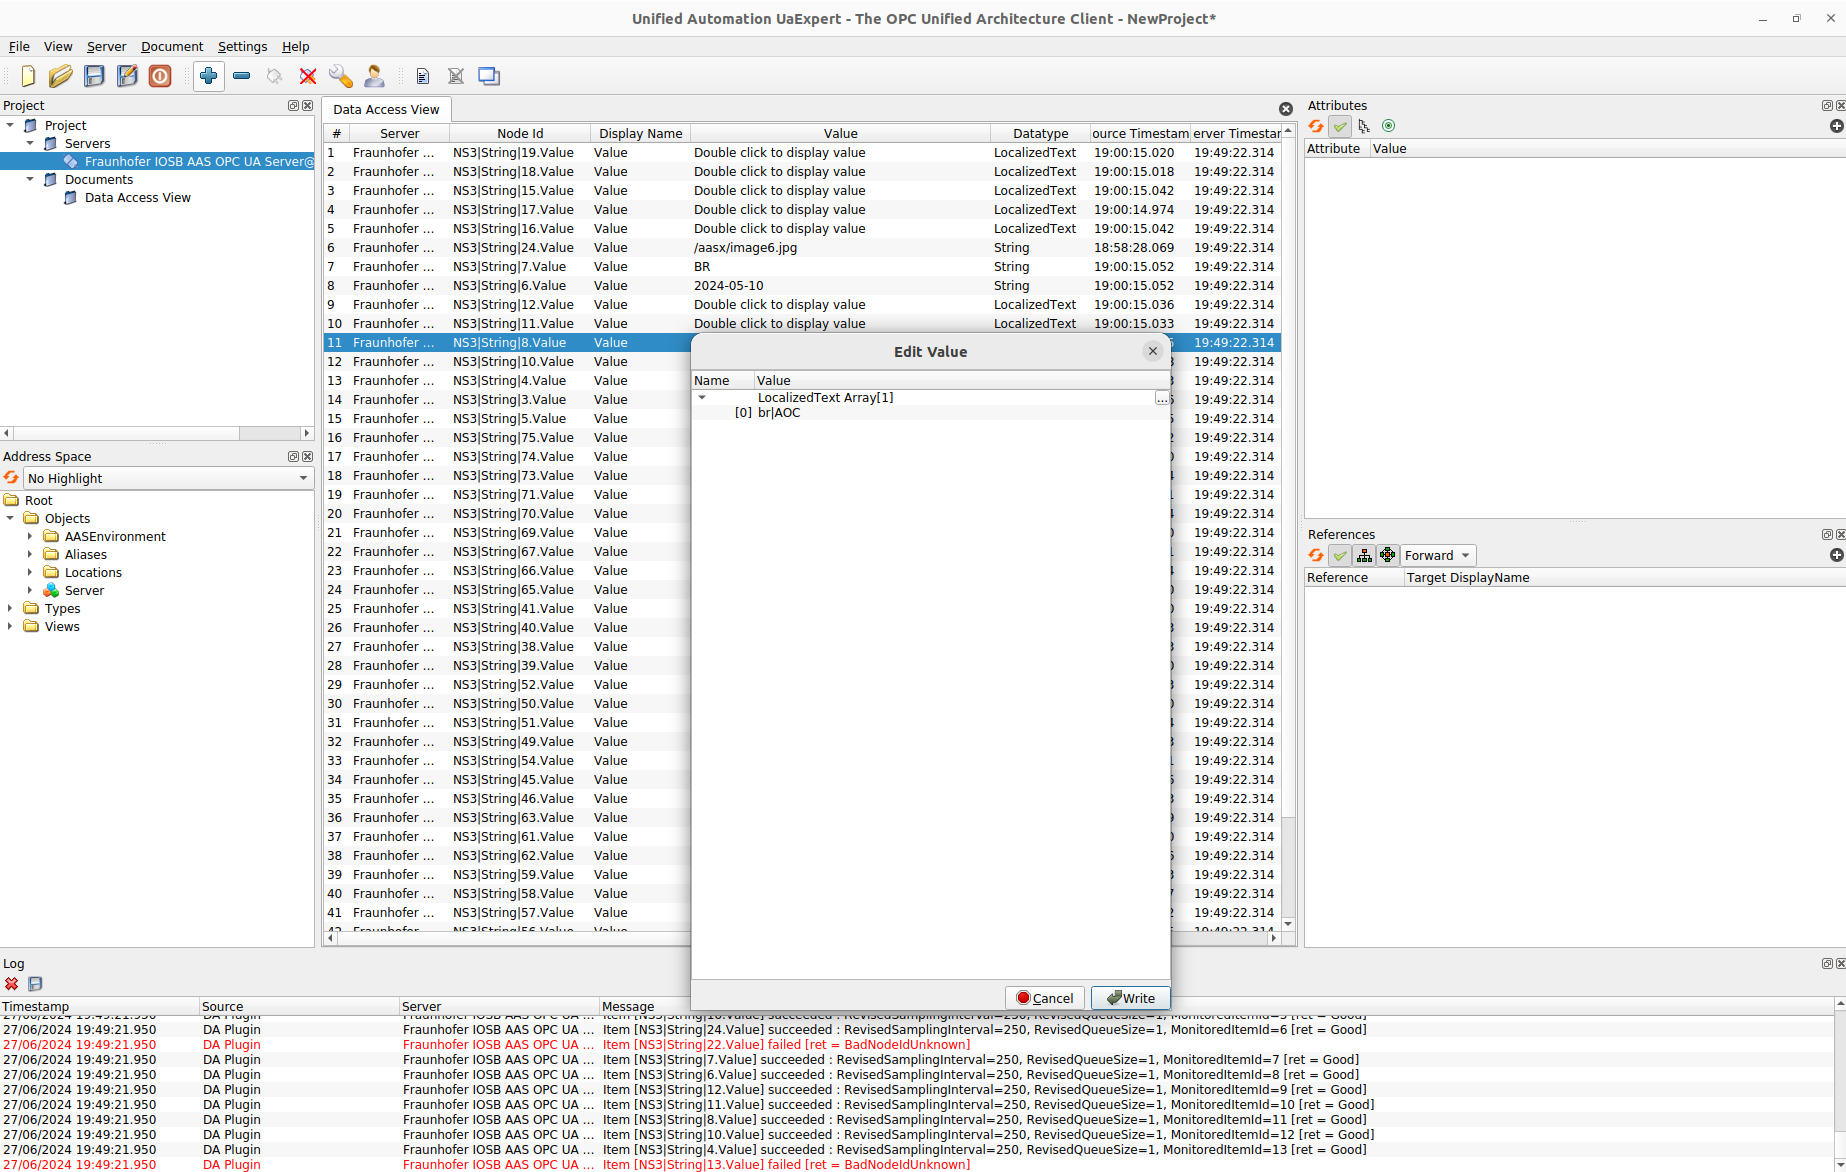 Unified Automation UaExpert - The OPC Unified Architecture Client - NewProject*
File View Server Document Settings Help
Project
Project
Servers
Fraunhofer IOSB AAS OPC UA Server@
Documents
Data Access View
Address Space
No Highlight
Root
Objects
AASEnvironment
Aliases
Locations
Server
Types
Views
Data Access View
# Server Node Id Display Name Value Datatype ource Timestam erver Timestar
1 Fraunhofer ... NS3|String|19.Value Value Double click to display value LocalizedText 19:00:15.020 19:49:22.314
2 Fraunhofer ... NS3|String|18.Value Value Double click to display value LocalizedText 19:00:15.018 19:49:22.314
3 Fraunhofer ... NS3|String|15.Value Value Double click to display value LocalizedText 19:00:15.042 19:49:22.314
4 Fraunhofer ... NS3|String|17.Value Value Double click to display value LocalizedText 19:00:14.974 19:49:22.314
5 Fraunhofer ... NS3|String|16.Value Value Double click to display value LocalizedText 19:00:15.042 19:49:22.314
6 Fraunhofer ... NS3|String|24.Value Value /aasx/image6.jpg String 18:58:28.069 19:49:22.314
7 Fraunhofer ... NS3|String|7.Value Value BR String 19:00:15.052 19:49:22.314
8 Fraunhofer ... NS3|String|6.Value Value 2024-05-10 String 19:00:15.052 19:49:22.314
9 Fraunhofer ... NS3|String|12.Value Value Double click to display value LocalizedText 19:00:15.036 19:49:22.314
10 Fraunhofer ... NS3|String|11.Value Value Double click to display value LocalizedText 19:00:15.033 19:49:22.314
11 Fraunhofer ... NS3|String|8.Value Value 19:49:22.314
12 Fraunhofer ... NS3|String|10.Value Value 19:49:22.314
13 Fraunhofer ... NS3|String|4.Value Value 19:49:22.314
14 Fraunhofer ... NS3|String|3.Value Value 19:49:22.314
15 Fraunhofer ... NS3|String|5.Value Value 19:49:22.314
16 Fraunhofer ... NS3|String|75.Value Value 19:49:22.314
17 Fraunhofer ... NS3|String|74.Value Value 19:49:22.314
18 Fraunhofer ... NS3|String|73.Value Value 19:49:22.314
19 Fraunhofer ... NS3|String|71.Value Value 19:49:22.314
20 Fraunhofer ... NS3|String|70.Value Value 19:49:22.314
21 Fraunhofer ... NS3|String|69.Value Value 19:49:22.314
22 Fraunhofer ... NS3|String|67.Value Value 19:49:22.314
23 Fraunhofer ... NS3|String|66.Value Value 19:49:22.314
24 Fraunhofer ... NS3|String|65.Value Value 19:49:22.314
25 Fraunhofer ... NS3|String|41.Value Value 19:49:22.314
26 Fraunhofer ... NS3|String|40.Value Value 19:49:22.314
27 Fraunhofer ... NS3|String|38.Value Value 19:49:22.314
28 Fraunhofer ... NS3|String|39.Value Value 19:49:22.314
29 Fraunhofer ... NS3|String|52.Value Value 19:49:22.314
30 Fraunhofer ... NS3|String|50.Value Value 19:49:22.314
31 Fraunhofer ... NS3|String|51.Value Value 19:49:22.314
32 Fraunhofer ... NS3|String|49.Value Value 19:49:22.314
33 Fraunhofer ... NS3|String|54.Value Value 19:49:22.314
34 Fraunhofer ... NS3|String|45.Value Value 19:49:22.314
35 Fraunhofer ... NS3|String|46.Value Value 19:49:22.314
36 Fraunhofer ... NS3|String|63.Value Value 19:49:22.314
37 Fraunhofer ... NS3|String|61.Value Value 19:49:22.314
38 Fraunhofer ... NS3|String|62.Value Value 19:49:22.314
39 Fraunhofer ... NS3|String|59.Value Value 19:49:22.314
40 Fraunhofer ... NS3|String|58.Value Value 19:49:22.314
41 Fraunhofer ... NS3|String|57.Value Value 19:49:22.314
Edit Value
Name Value
LocalizedText Array[1] ...
[0] br|AOC
Cancel Write
Attributes
Attribute Value
References
Forward
Reference Target DisplayName
Log
Timestamp Source Server Message
27/06/2024 19:49:21.950 DA Plugin Fraunhofer IOSB AAS OPC UA ... Item [NS3|String|24.Value] succeeded : RevisedSamplingInterval=250, RevisedQueueSize=1, MonitoredItemId=6 [ret = Good]
27/06/2024 19:49:21.950 DA Plugin Fraunhofer IOSB AAS OPC UA ... Item [NS3|String|22.Value] failed [ret = BadNodeIdUnknown]
27/06/2024 19:49:21.950 DA Plugin Fraunhofer IOSB AAS OPC UA ... Item [NS3|String|7.Value] succeeded : RevisedSamplingInterval=250, RevisedQueueSize=1, MonitoredItemId=7 [ret = Good]
27/06/2024 19:49:21.950 DA Plugin Fraunhofer IOSB AAS OPC UA ... Item [NS3|String|6.Value] succeeded : RevisedSamplingInterval=250, RevisedQueueSize=1, MonitoredItemId=8 [ret = Good]
27/06/2024 19:49:21.950 DA Plugin Fraunhofer IOSB AAS OPC UA ... Item [NS3|String|12.Value] succeeded : RevisedSamplingInterval=250, RevisedQueueSize=1, MonitoredItemId=9 [ret = Good]
27/06/2024 19:49:21.950 DA Plugin Fraunhofer IOSB AAS OPC UA ... Item [NS3|String|11.Value] succeeded : RevisedSamplingInterval=250, RevisedQueueSize=1, MonitoredItemId=10 [ret = Good]
27/06/2024 19:49:21.950 DA Plugin Fraunhofer IOSB AAS OPC UA ... Item [NS3|String|8.Value] succeeded : RevisedSamplingInterval=250, RevisedQueueSize=1, MonitoredItemId=11 [ret = Good]
27/06/2024 19:49:21.950 DA Plugin Fraunhofer IOSB AAS OPC UA ... Item [NS3|String|10.Value] succeeded : RevisedSamplingInterval=250, RevisedQueueSize=1, MonitoredItemId=12 [ret = Good]
27/06/2024 19:49:21.950 DA Plugin Fraunhofer IOSB AAS OPC UA ... Item [NS3|String|4.Value] succeeded : RevisedSamplingInterval=250, RevisedQueueSize=1, MonitoredItemId=13 [ret = Good]
27/06/2024 19:49:21.950 DA Plugin Fraunhofer IOSB AAS OPC UA ... Item [NS3|String|13.Value] failed [ret = BadNodeIdUnknown]